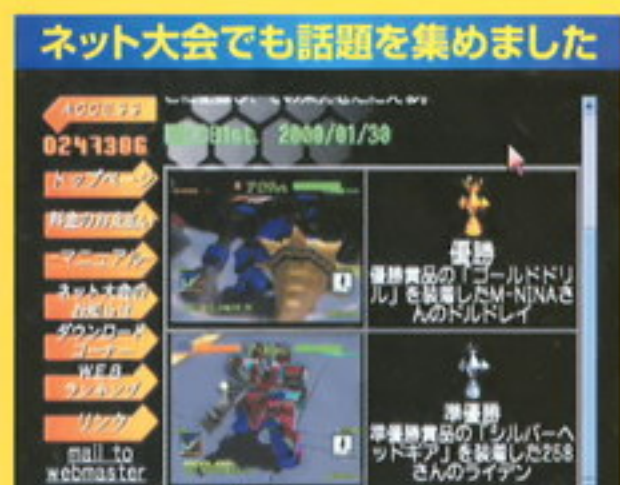 ネット大会でも話題を集めました
ACCESS
0247386
2000/01/30
トップページ
マニュアル
ネット大会の
お知らせ
ダウンロード
コーナー
WEB
ランキング
リンク
mail to
webmaster
優勝
優勝賞品の「ゴールドドリ
ル」を装着したM-NINAさ
んのドルドレイ
準優勝
準優勝賞品の「シルバーヘ
ッドギア」を装着した258
さんのライデン